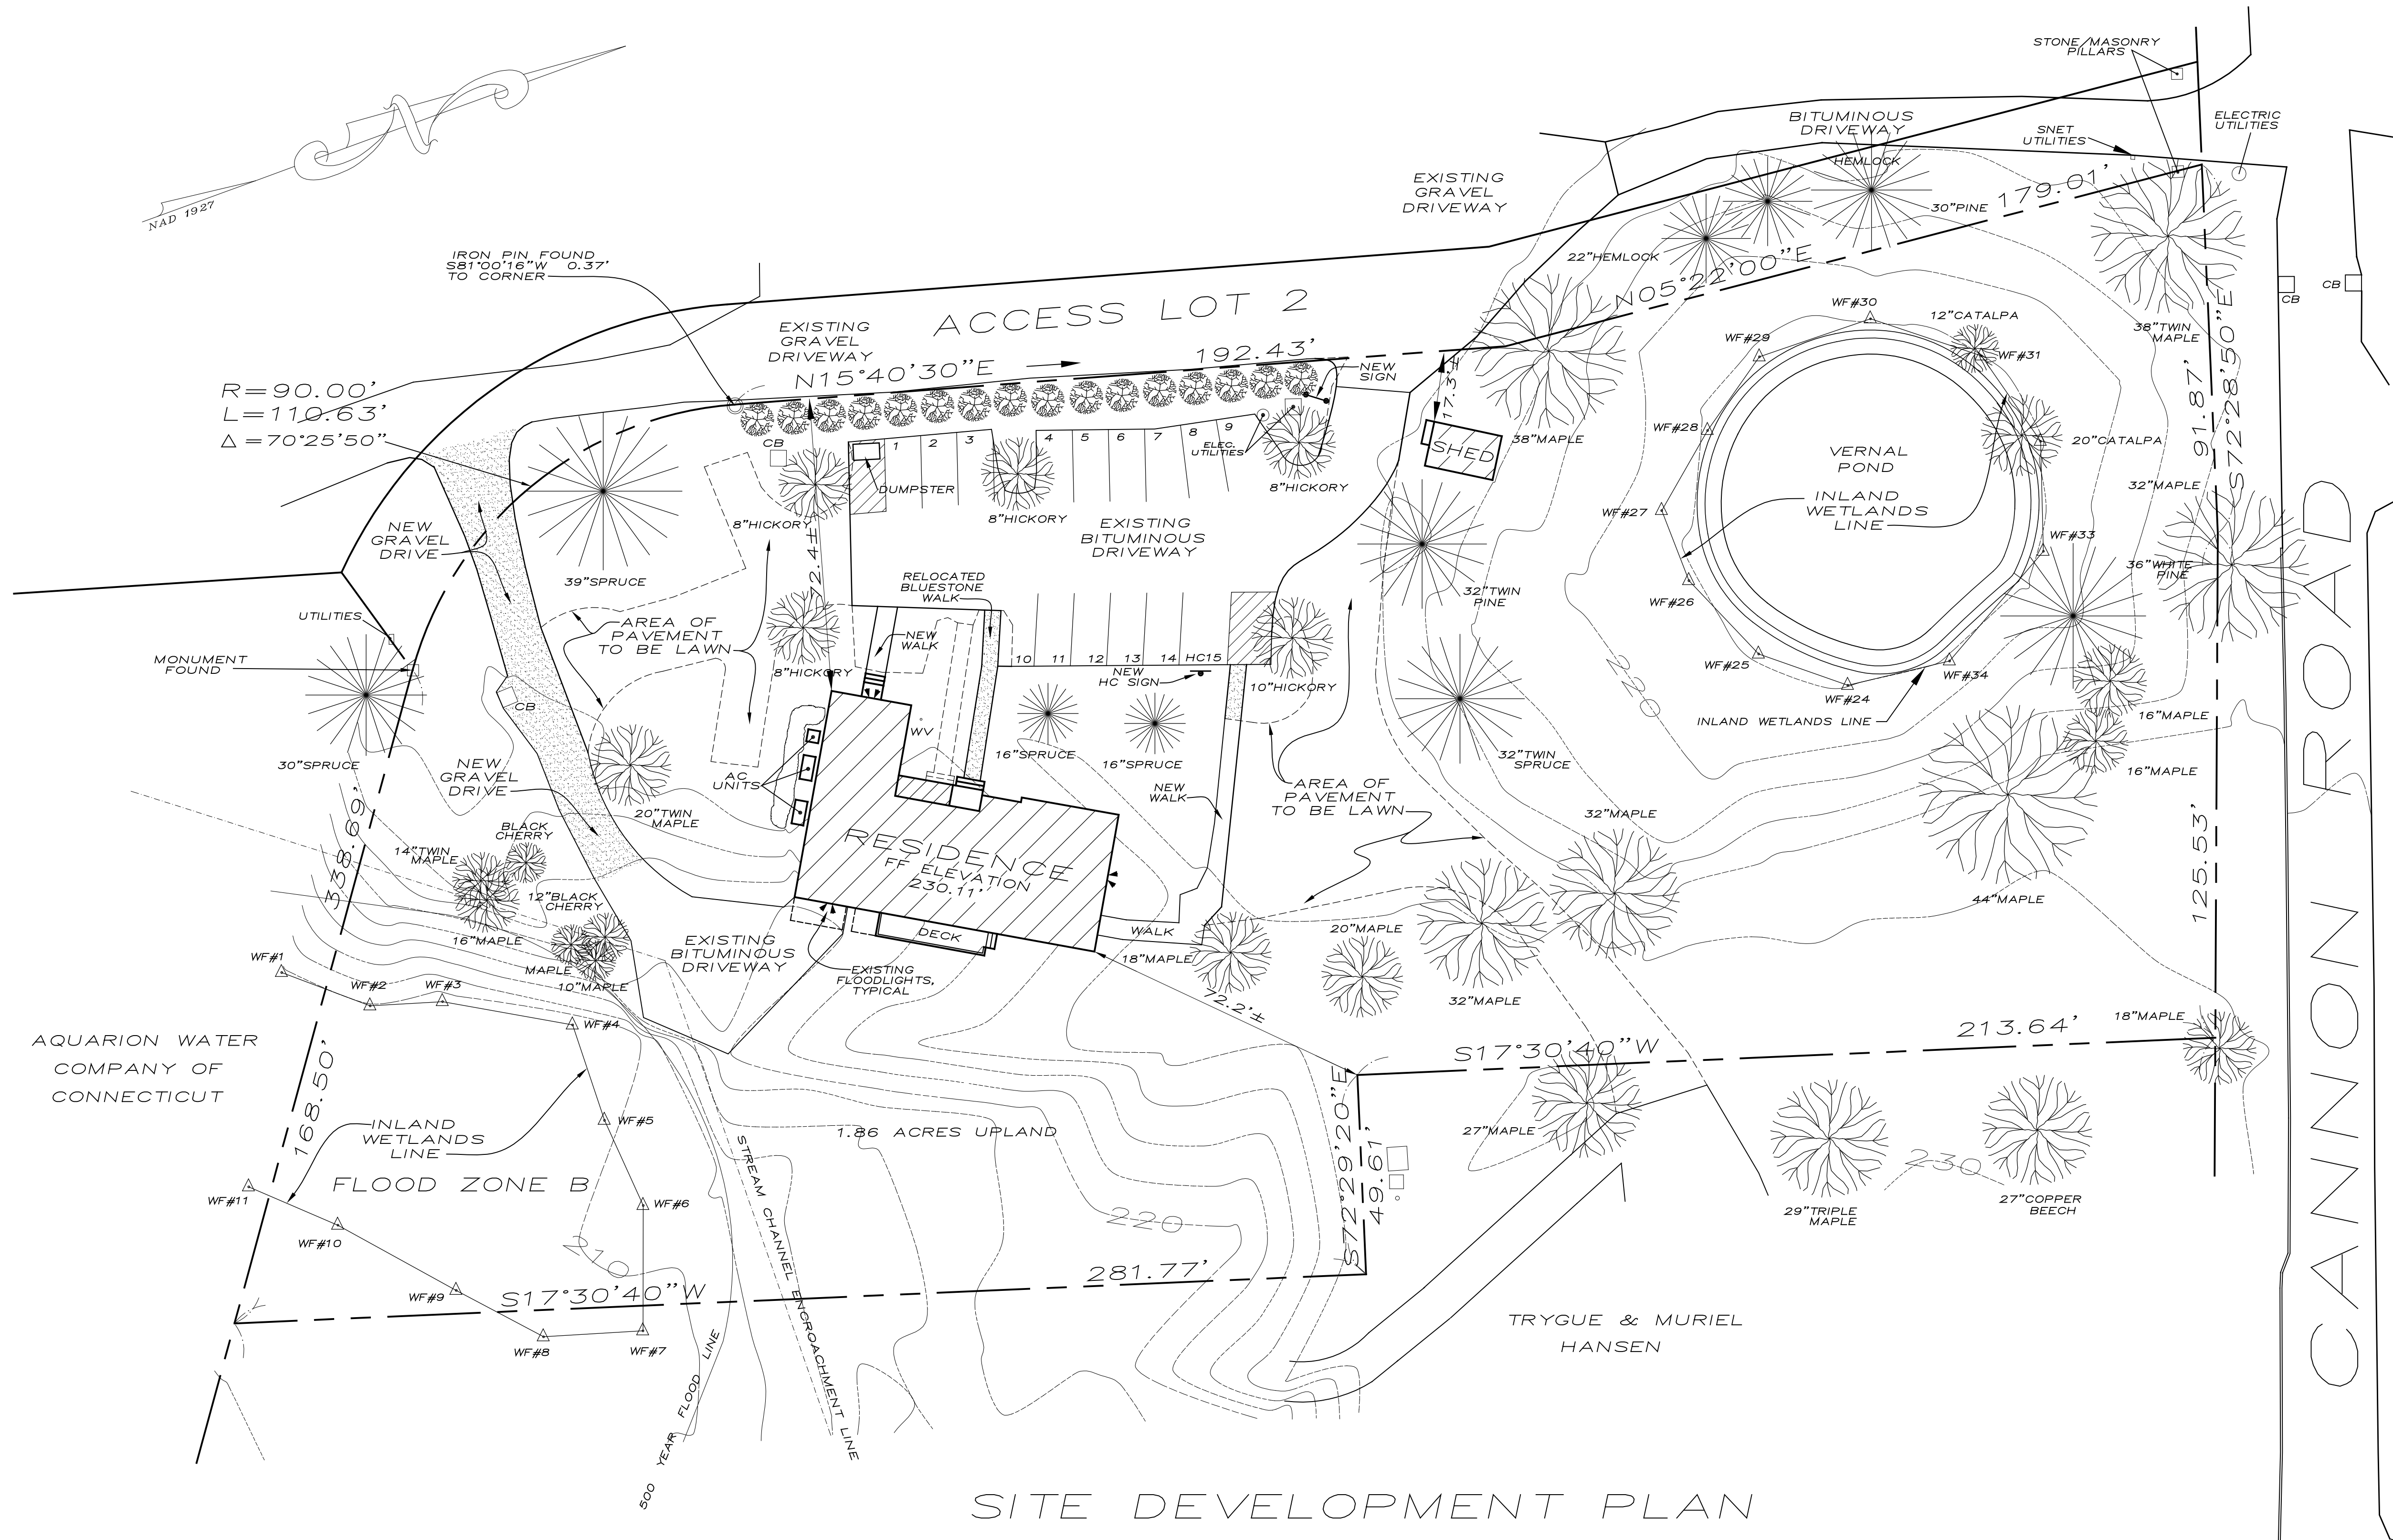 STONE/MASONRY
PILLARS
BITUMINOUS
DRIVEWAY
SNET
UTILITIES
ELECTRIC
UTILITIES
NAD 1927
HEMLOCK
EXISTING
GRAVEL
DRIVEWAY
179.01'
30"PINE
IRON PIN FOUND
S81°00'16"W 0.37'
TO CORNER
22"HEMLOCK
N05°22'00"E
CB
CB
ACCESS LOT 2
WF#30
12"CATALPA
38"TWIN
MAPLE
EXISTING
GRAVEL
DRIVEWAY
WF#29
WF#31
N15°40'30"E
192.43'
NEW
SIGN
R=90.00'
L=110.63'
△=70°25'50"
17.3'±
91.87'
S72°28'50"E
CB
1
2
3
4
5
6
7
8
9
ELEC.
UTILITIES
SHED
38"MAPLE
WF#28
20"CATALPA
VERNAL
POND
DUMPSTER
8"HICKORY
8"HICKORY
8"HICKORY
32"MAPLE
INLAND
WETLANDS
LINE
WF#27
NEW
GRAVEL
DRIVE
EXISTING
BITUMINOUS
DRIVEWAY
72.4±
WF#33
36"WHITE
PINE
39"SPRUCE
RELOCATED
BLUESTONE
WALK
32"TWIN
PINE
WF#26
UTILITIES
AREA OF
PAVEMENT
TO BE LAWN
NEW
WALK
MONUMENT
FOUND
8"HICKORY
10
11
12
13
14
HC15
NEW
HC SIGN
10"HICKORY
WF#25
WF#34
WF#24
220
CB
INLAND WETLANDS LINE
16"MAPLE
WV
30"SPRUCE
16"SPRUCE
16"SPRUCE
32"TWIN
SPRUCE
16"MAPLE
NEW
GRAVEL
DRIVE
AC
UNITS
NEW
WALK
AREA OF
PAVEMENT
TO BE LAWN
20"TWIN
MAPLE
32"MAPLE
BLACK
CHERRY
14"TWIN
MAPLE
338.69'
RESIDENCE
FF ELEVATION
230.11'
12"BLACK
CHERRY
44"MAPLE
125.53'
16"MAPLE
DECK
WALK
20"MAPLE
EXISTING
BITUMINOUS
DRIVEWAY
18"MAPLE
MAPLE
WF#1
EXISTING
FLOODLIGHTS,
TYPICAL
10"MAPLE
WF#2
WF#3
32"MAPLE
72.2'±
WF#4
18"MAPLE
213.64'
S17°30'40"W
AQUARION WATER
COMPANY OF
CONNECTICUT
168.50'
INLAND
WETLANDS
LINE
WF#5
1.86 ACRES UPLAND
27"MAPLE
S72°29'20"E
49.61'
230
FLOOD ZONE B
WF#11
WF#6
27"COPPER
BEECH
29"TRIPLE
MAPLE
220
WF#10
210
STREAM CHANNEL ENCROACHMENT LINE
281.77'
S17°30'40"W
WF#9
WF#8
WF#7
TRYGUE & MURIEL
HANSEN
500 YEAR FLOOD LINE
CANNON ROAD
SITE DEVELOPMENT PLAN